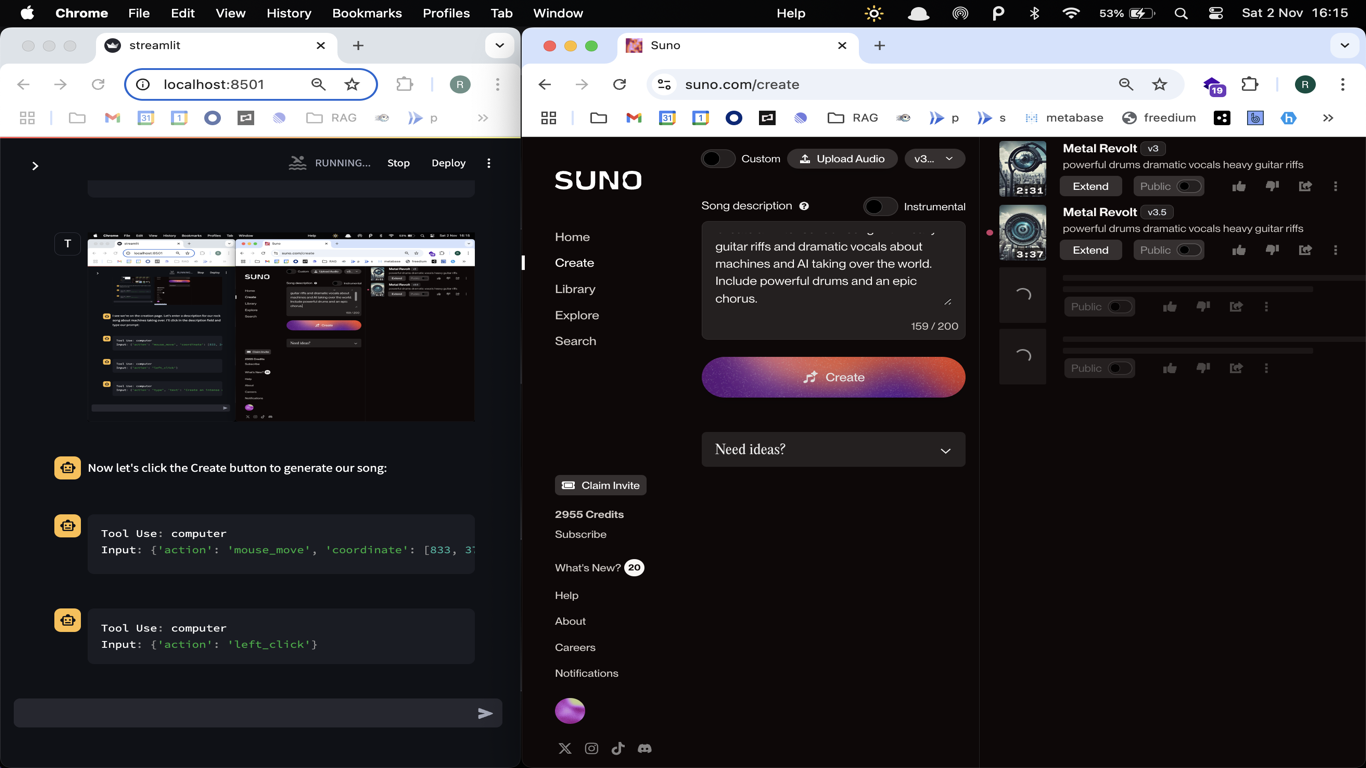 Chrome File Edit View History Bookmarks Profiles Tab Window Help 53% Sat 2 Nov 16:15
streamlit
localhost:8501
R
31 1 RAG p
RUNNING... Stop Deploy
T
Now let's click the Create button to generate our song:
Tool Use: computer
Input: {'action': 'mouse_move', 'coordinate': [833, 37
Tool Use: computer
Input: {'action': 'left_click'}
Suno
suno.com/create
19 R
31 1 RAG p s metabase freedium
SUNO
Home
Create
Library
Explore
Search
Claim Invite
2955 Credits
Subscribe
What's New? 20
Help
About
Careers
Notifications
Custom Upload Audio v3...
Song description Instrumental
guitar riffs and dramatic vocals about
machines and AI taking over the world.
Include powerful drums and an epic
chorus.
159 / 200
Create
Need ideas?
Metal Revolt v3
powerful drums dramatic vocals heavy guitar riffs
2:31
Extend Public
Metal Revolt v3.5
powerful drums dramatic vocals heavy guitar riffs
3:37
Extend Public
Public
Public